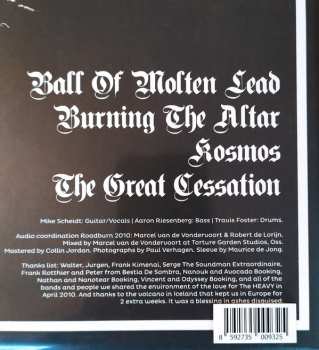 Ball Of Molten Lead
Burning The Altar
Kosmos
The Great Cessation
Mike Scheidt: Guitar/Vocals | Aaron Riesenberg: Bass | Travis Foster: Drums.
Audio coordination Roadburn 2010: Marcel van de Vondervoort & Robert de Lorijn.
Mixed by Marcel van de Vondervoort at Torture Garden Studios, Oss.
Mastered by Collin Jordan, Photographs by Paul Verhagen. Sleeve by Maurice de Jong.
Thanks list: Walter, Jurgen, Frank Kimenai, Serge The Soundman Extraordinaire,
Frank Rotthier and Peter from Bestia De Sombra, Nanouk and Avocado Booking,
Nathan and Nanotear Booking, Vincent and Odyssey Booking, and all of the
bands and people we shared the environment of the love for The HEAVY in
April 2010. And thanks to the volcano in Iceland that kept us in Europe for
2 extra weeks. It was a blessing in ashes disguised
8 592735 009325